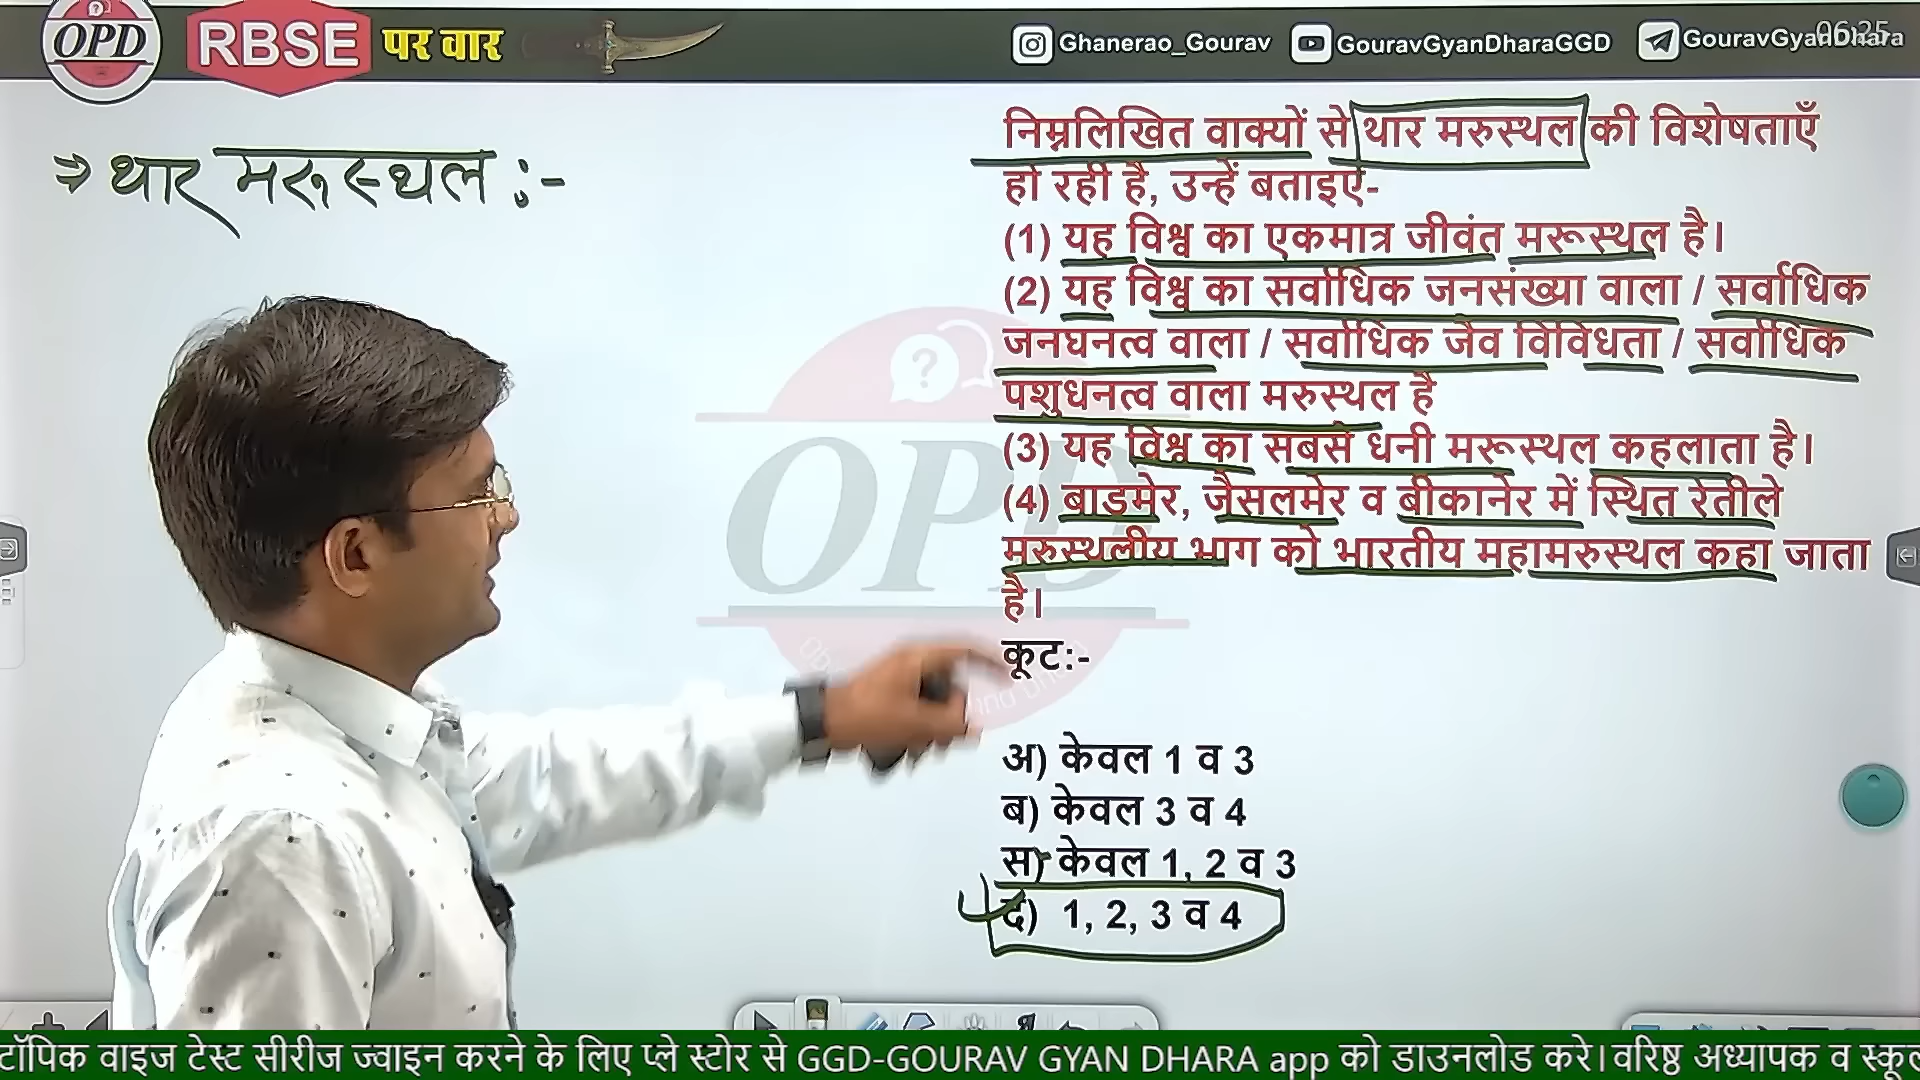 OPD
RBSE पर वार
Ghanerao_Gourav
GouravGyanDharaGGD
GouravGyanDhara
06:25
⇒ थार मरुस्थल :-
निम्नलिखित वाक्यों से थार मरुस्थल की विशेषताएँ
हो रही है, उन्हें बताइऐ-
(1) यह विश्व का एकमात्र जीवंत मरूस्थल है।
(2) यह विश्व का सर्वाधिक जनसंख्या वाला / सर्वाधिक
जनघनत्व वाला / सर्वाधिक जैव विविधता / सर्वाधिक
पशुधनत्व वाला मरुस्थल है
(3) यह विश्व का सबसे धनी मरूस्थल कहलाता है।
(4) बाड़मेर, जैसलमेर व बीकानेर में स्थित रेतीले
मरुस्थलीय भाग को भारतीय महामरुस्थल कहा जाता
है।
कूट:-
अ) केवल 1 व 3
ब) केवल 3 व 4
स) केवल 1, 2 व 3
द) 1, 2, 3 व 4
OPD
टॉपिक वाइज टेस्ट सीरीज ज्वाइन करने के लिए प्ले स्टोर से GGD-GOURAV GYAN DHARA app को डाउनलोड करे। वरिष्ठ अध्यापक व स्कूल